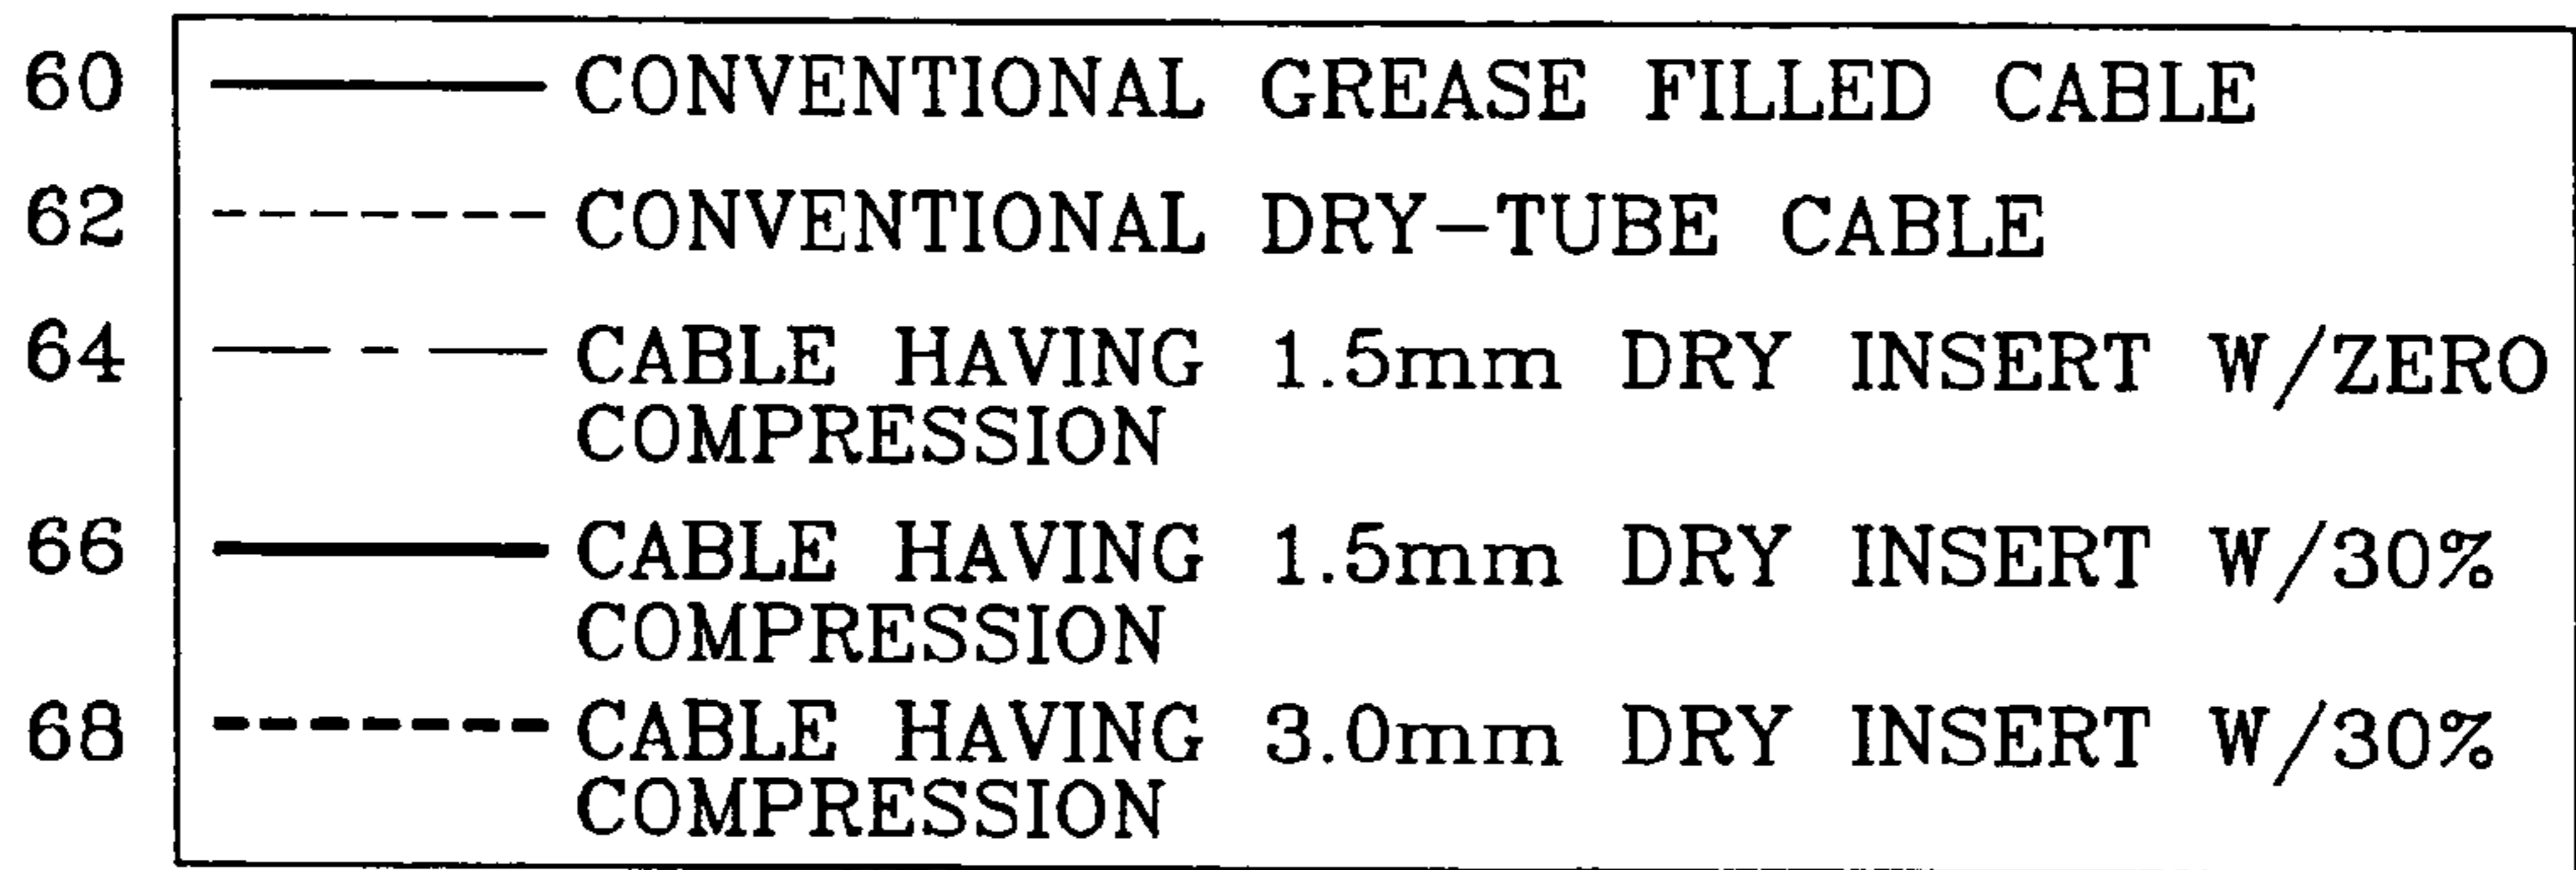 60 CONVENTIONAL GREASE FILLED CABLE
62 CONVENTIONAL DRY-TUBE CABLE
64 CABLE HAVING 1.5mm DRY INSERT W/ZERO
COMPRESSION
66 CABLE HAVING 1.5mm DRY INSERT W/30%
COMPRESSION
68 CABLE HAVING 3.0mm DRY INSERT W/30%
COMPRESSION